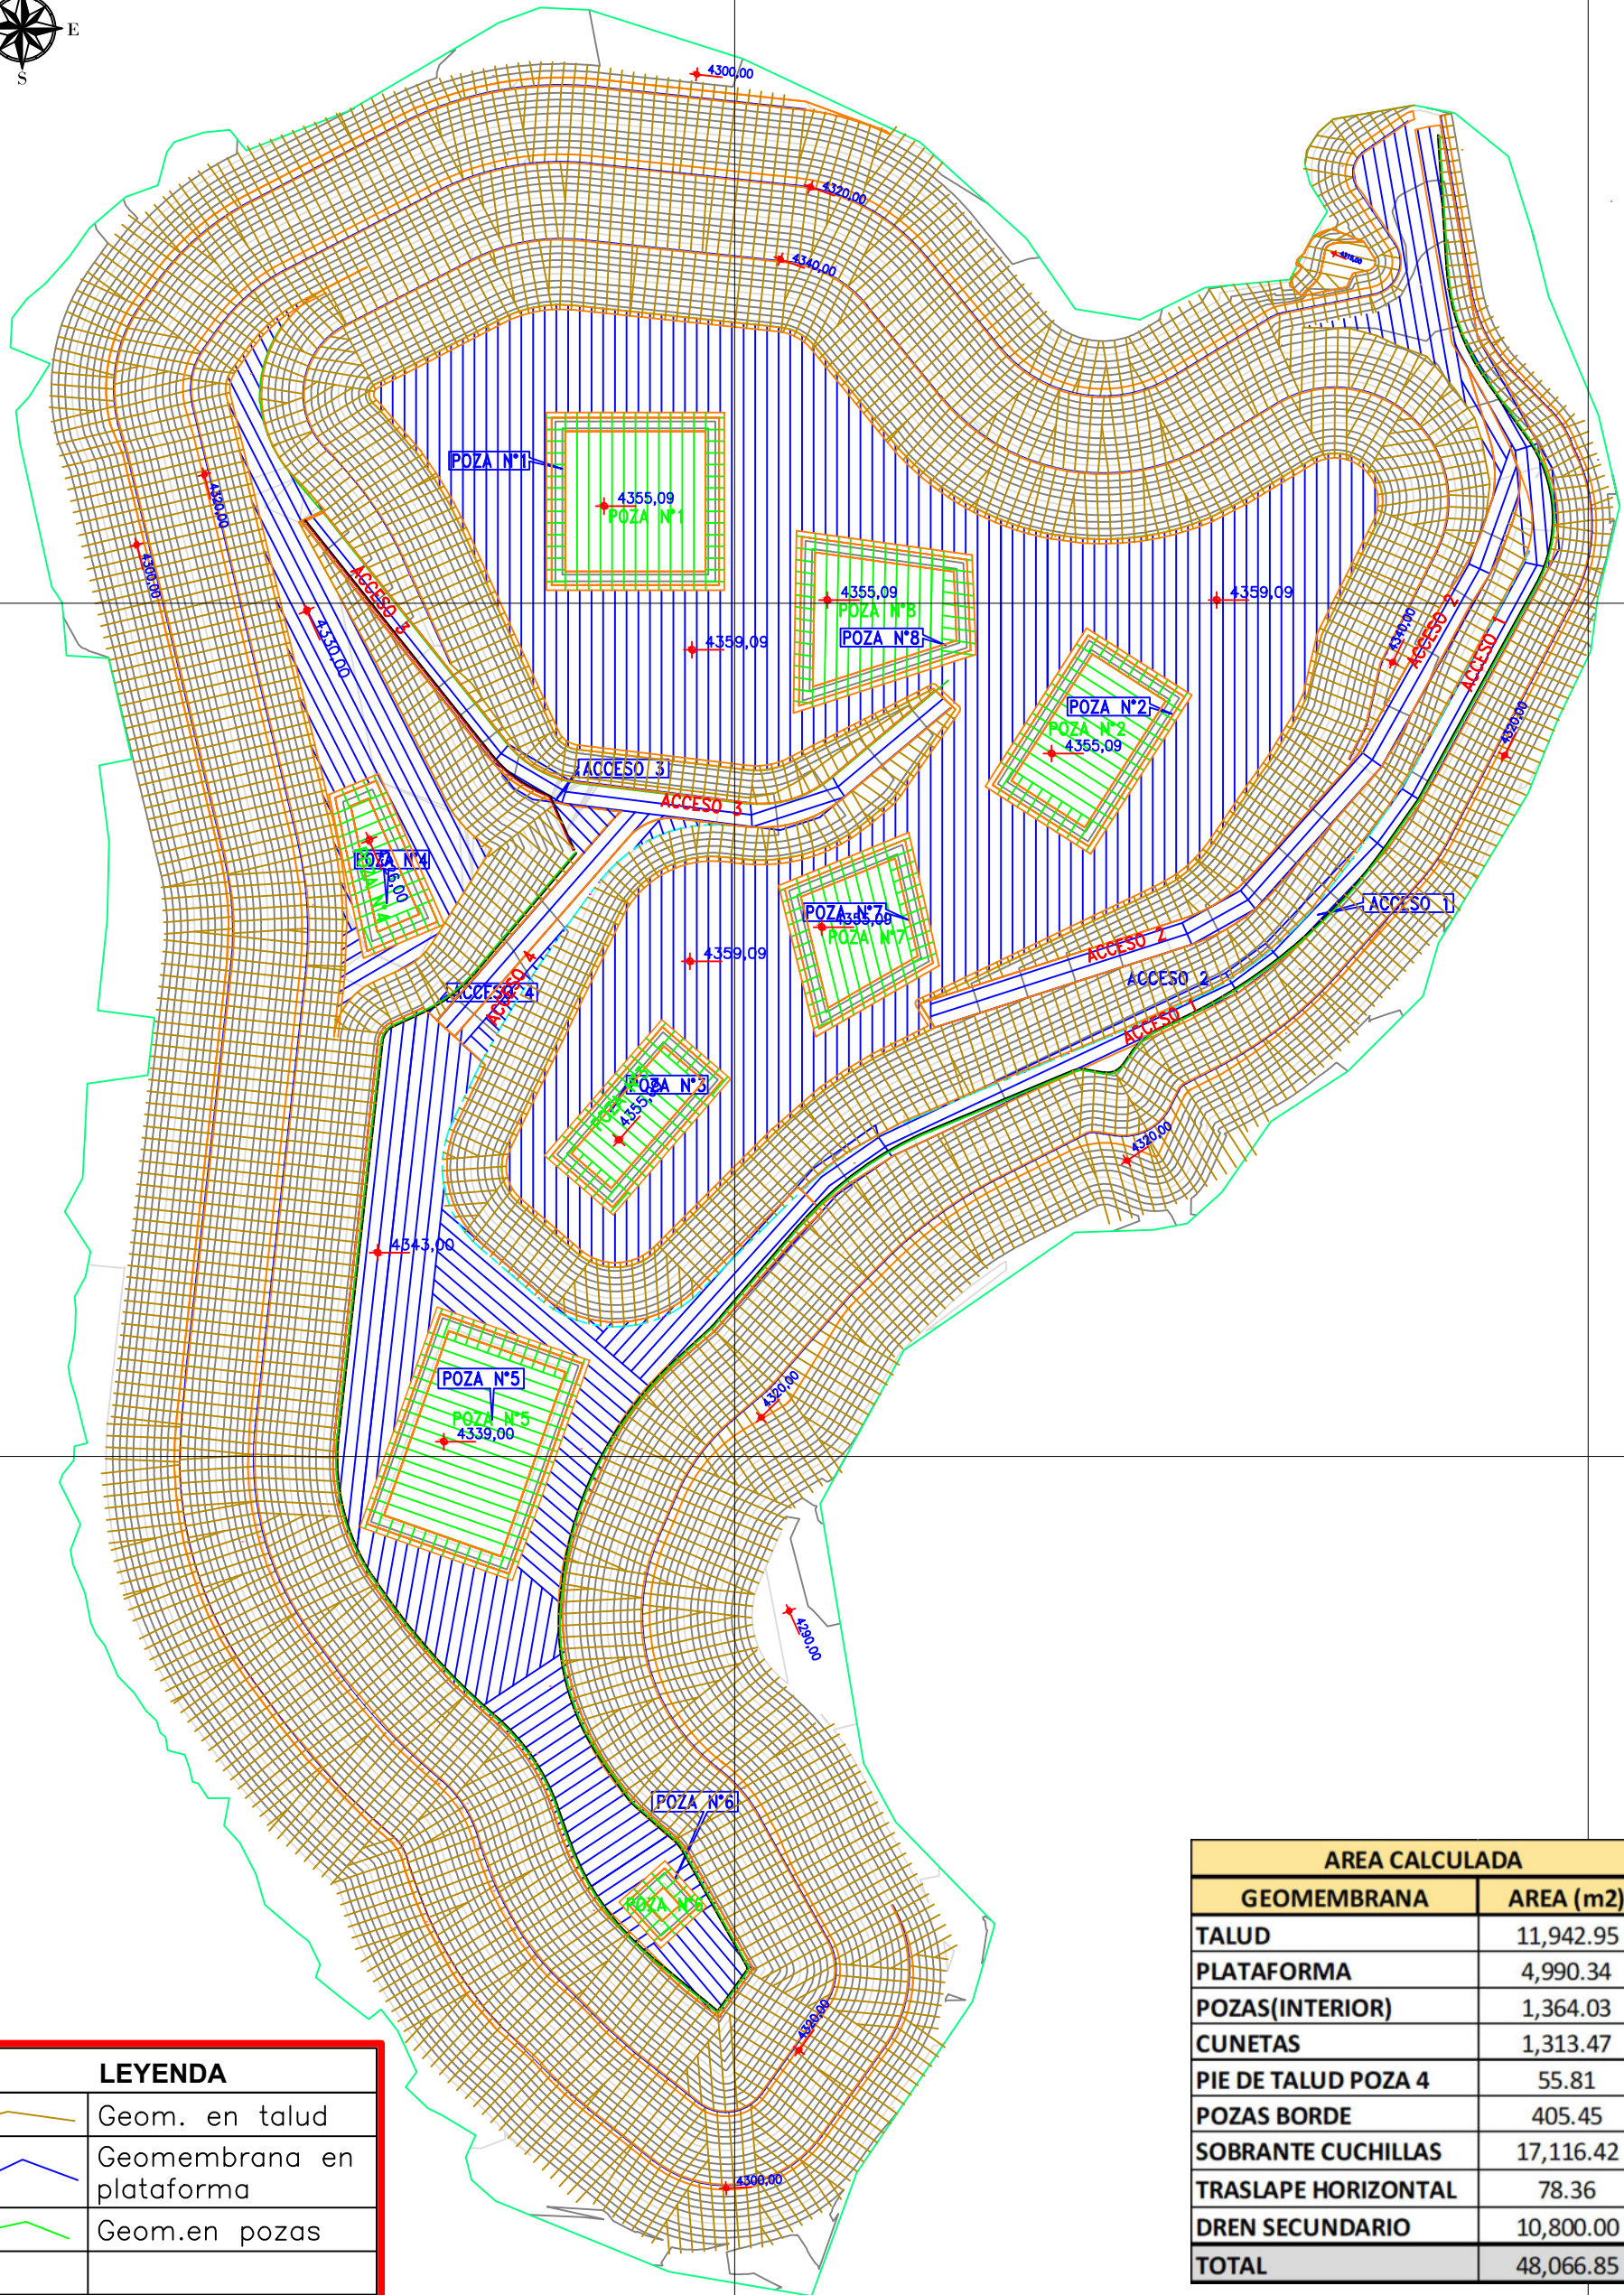 E
S
4300,00
4320,00
4340,00
4215,00
POZA N°1
4355,09
POZA N°1
4320,00
4300,00
ACCESO 3
4330,00
4355,09
POZA N°8
POZA N°8
4359,09
4359,09
4340,00
ACCESO 2
ACCESO 1
4320,00
POZA N°2
POZA N°2
4355,09
ACCESO 3
ACCESO 3
POZA N°4
POZA N°4
POZA N°7
4355,09
POZA N°7
ACCESO 1
4359,09
ACCESO 2
ACCESO 2
ACCESO 4
ACCESO 4
ACCESO 1
POZA N°3
4320,00
4343,00
POZA N°5
POZA N°5
4339,00
4320,00
4290,00
POZA N°6
POZA N°6
4320,00
4300,00
LEYENDA
Geom. en talud
Geomembrana en
plataforma
Geom.en pozas
AREA CALCULADA
GEOMEMBRANA AREA (m2)
TALUD 11,942.95
PLATAFORMA 4,990.34
POZAS(INTERIOR) 1,364.03
CUNETAS 1,313.47
PIE DE TALUD POZA 4 55.81
POZAS BORDE 405.45
SOBRANTE CUCHILLAS 17,116.42
TRASLAPE HORIZONTAL 78.36
DREN SECUNDARIO 10,800.00
TOTAL 48,066.85